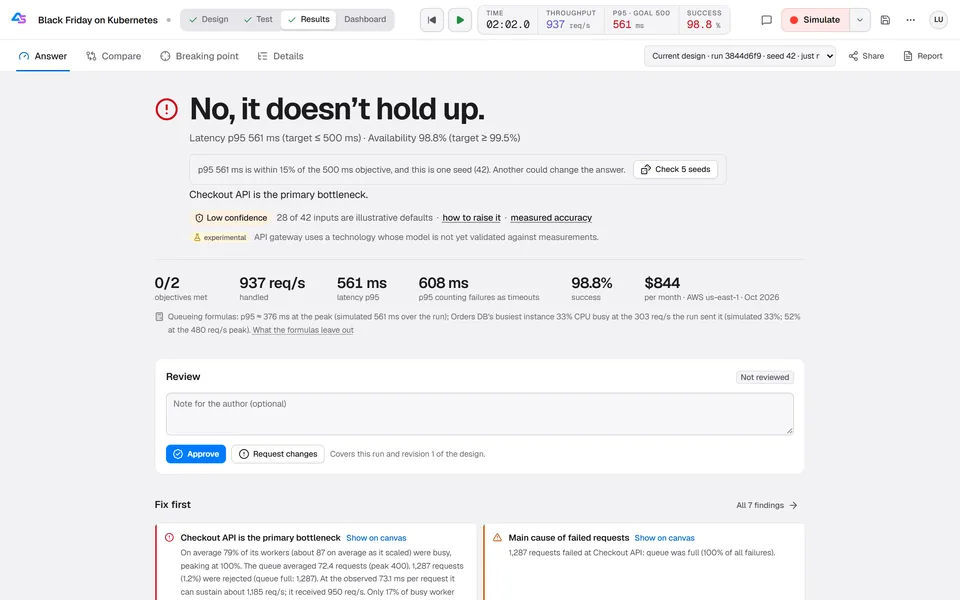 Black Friday on Kubernetes
Design
Test
Results
Dashboard
TIME
02:02.0
THROUGHPUT
937 req/s
P95 · GOAL 500
561 ms
SUCCESS
98.8 %
Simulate
LU
Answer
Compare
Breaking point
Details
Current design · run 3844d6f9 · seed 42 · just r
Share
Report
No, it doesn't hold up.
Latency p95 561 ms (target ≤ 500 ms) · Availability 98.8% (target ≥ 99.5%)
p95 561 ms is within 15% of the 500 ms objective, and this is one seed (42). Another could change the answer.
Check 5 seeds
Checkout API is the primary bottleneck.
Low confidence 28 of 42 inputs are illustrative defaults · how to raise it · measured accuracy
experimental API gateway uses a technology whose model is not yet validated against measurements.
0/2
objectives met
937 req/s
handled
561 ms
latency p95
608 ms
p95 counting failures as timeouts
98.8%
success
$844
per month · AWS us-east-1 · Oct 2026
Queueing formulas: p95 ≈ 376 ms at the peak (simulated 561 ms over the run); Orders DB's busiest instance 33% CPU busy at the 303 req/s the run sent it (simulated 33%; 52%
at the 480 req/s peak). What the formulas leave out
Review
Not reviewed
Note for the author (optional)
Approve
Request changes
Covers this run and revision 1 of the design.
Fix first
All 7 findings
Checkout API is the primary bottleneck Show on canvas
On average 79% of its workers (about 87 on average as it scaled) were busy,
peaking at 100%. The queue averaged 72.4 requests (peak 400). 1,287 requests
(1.2%) were rejected (queue full: 1,287). At the observed 73.1 ms per request it
can sustain about 1,185 req/s; it received 950 req/s. Only 17% of busy worker
Main cause of failed requests Show on canvas
1,287 requests failed at Checkout API: queue was full (100% of all failures).